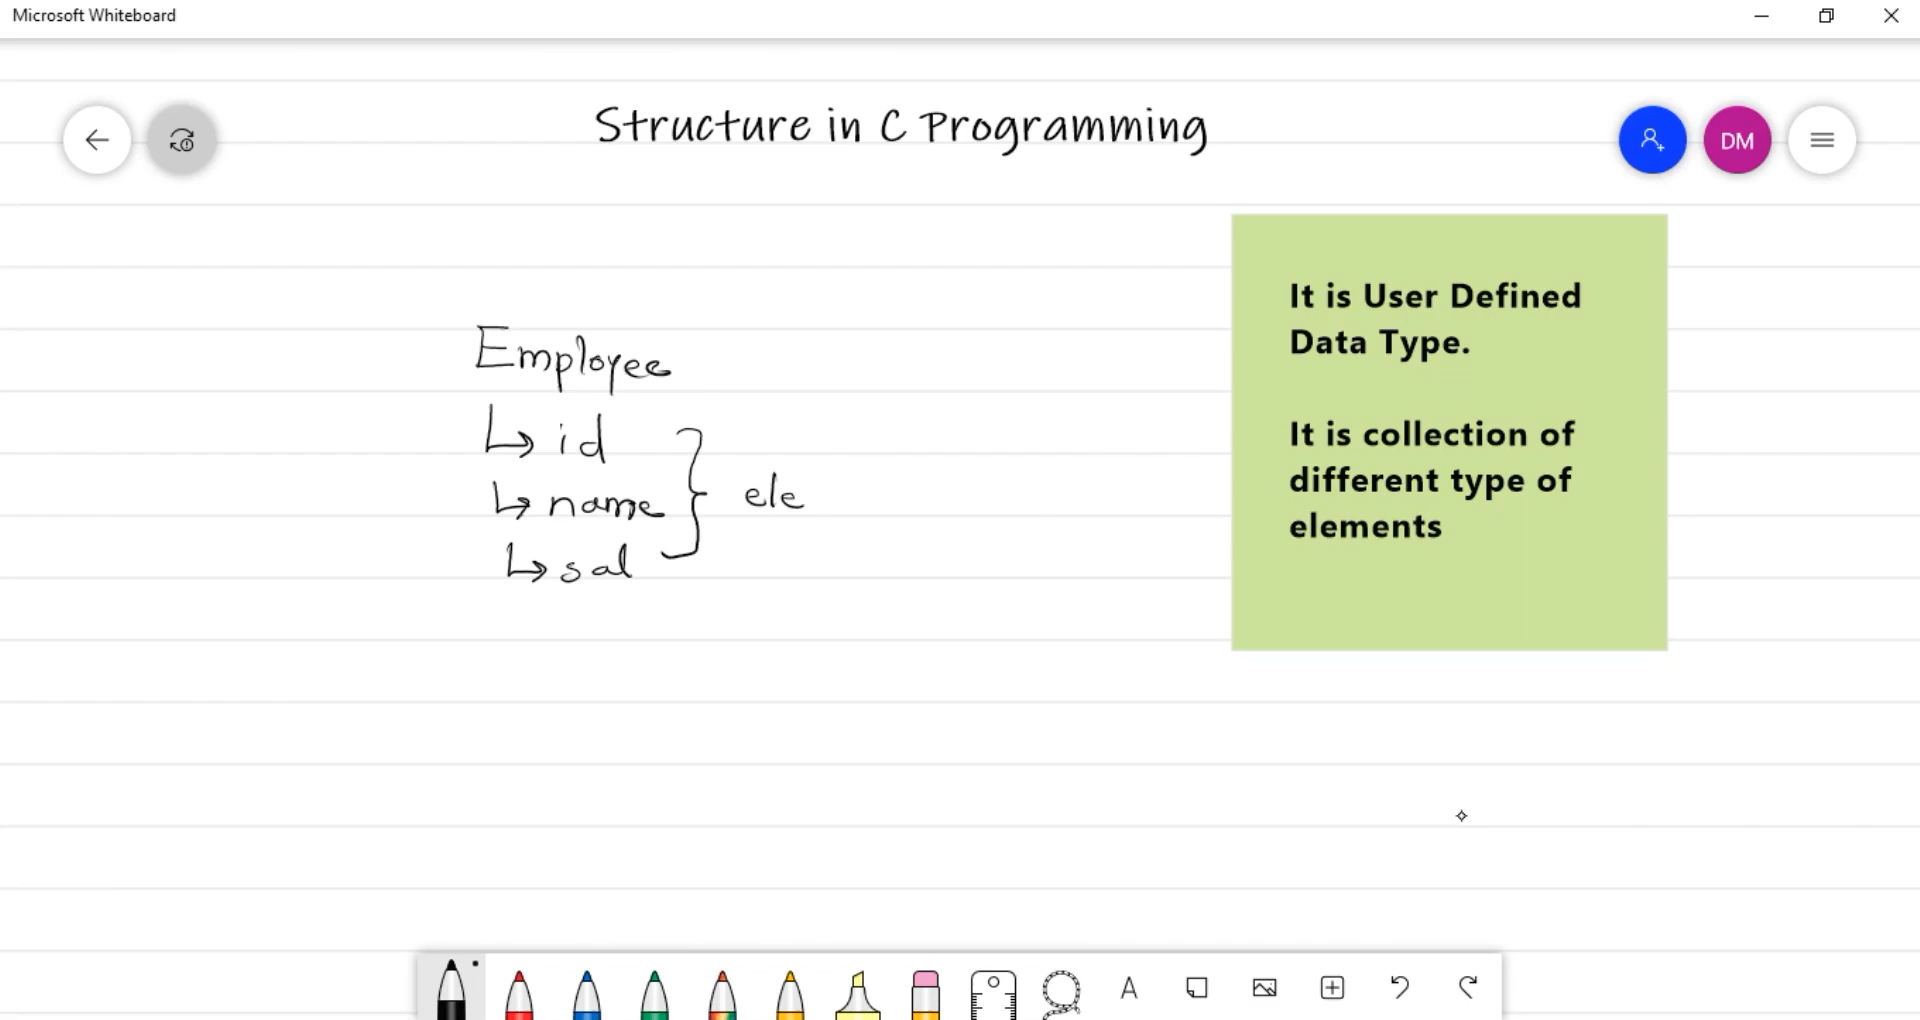 Microsoft Whiteboard
Structure in C Programming
DM
It is User Defined
Data Type.
It is collection of
different type of
elements
Employee
id
name
sal
ele
A